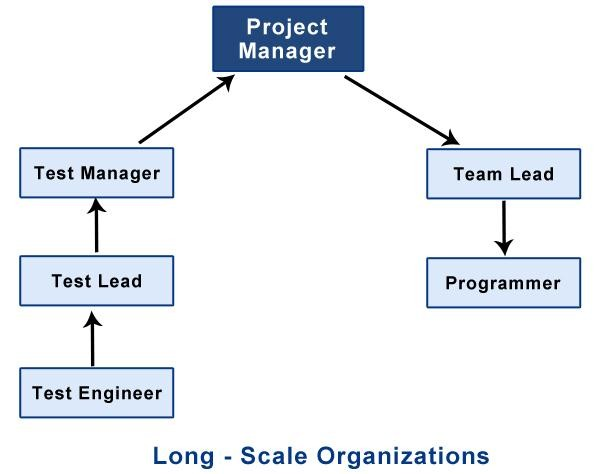 Project
Manager
Test Manager
Team Lead
Test Lead
Programmer
Test Engineer
Long - Scale Organizations